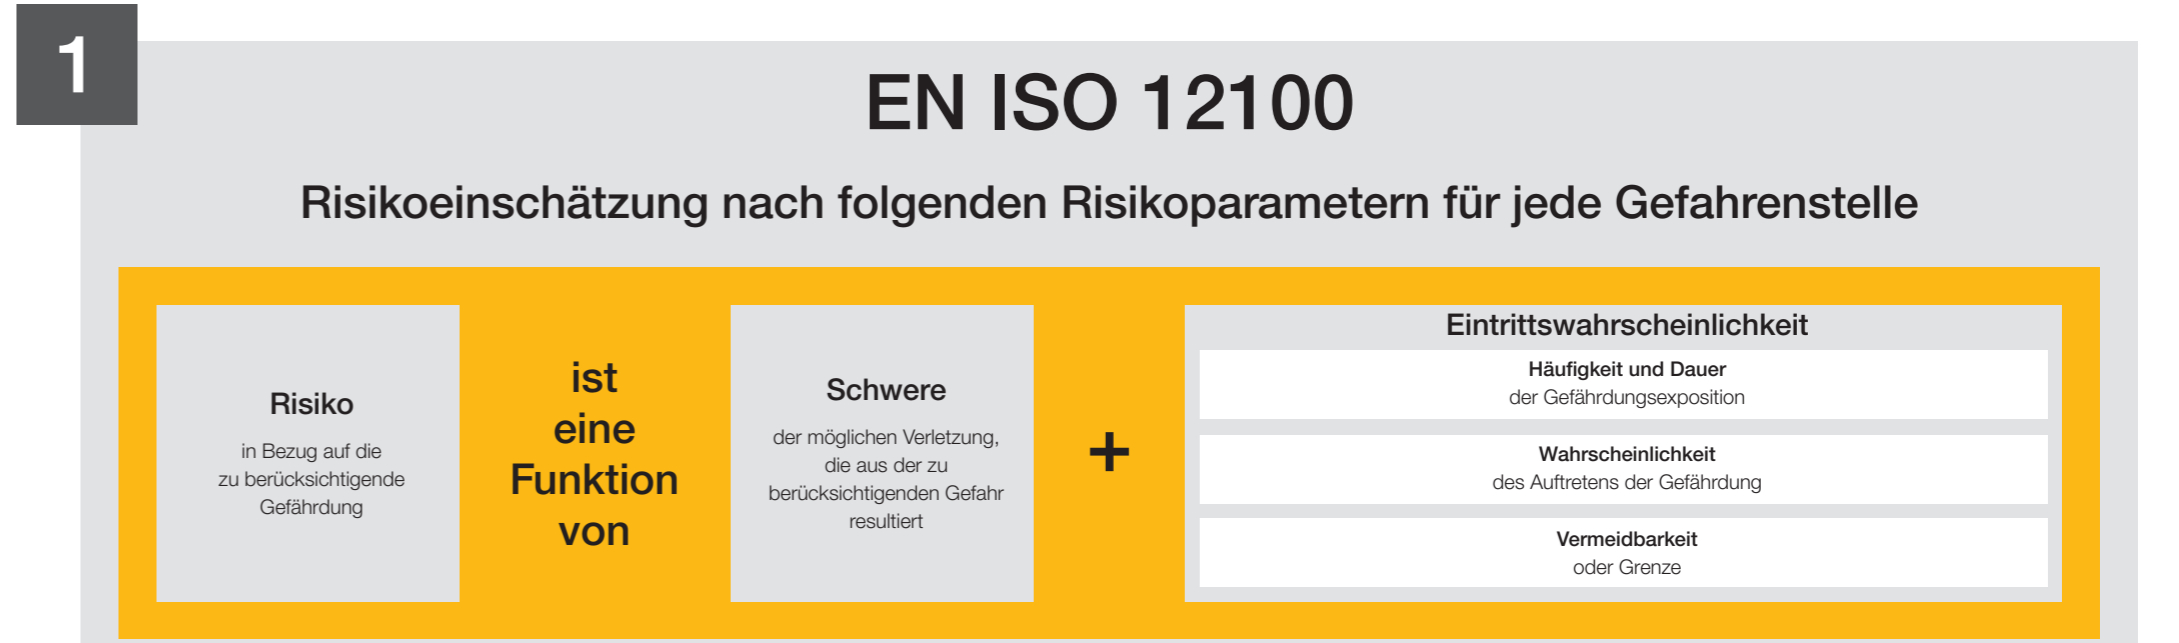 1
EN ISO 12100
Risikoeinschätzung nach folgenden Risikoparametern für jede Gefahrenstelle
Risiko
in Bezug auf die
zu berücksichtigende
Gefährdung
ist
eine
Funktion
von
Schwere
der möglichen Verletzung,
die aus der zu
berücksichtigenden Gefahr
resultiert
+
Eintrittswahrscheinlichkeit
Häufigkeit und Dauer
der Gefährdungsexposition
Wahrscheinlichkeit
des Auftretens der Gefährdung
Vermeidbarkeit
oder Grenze